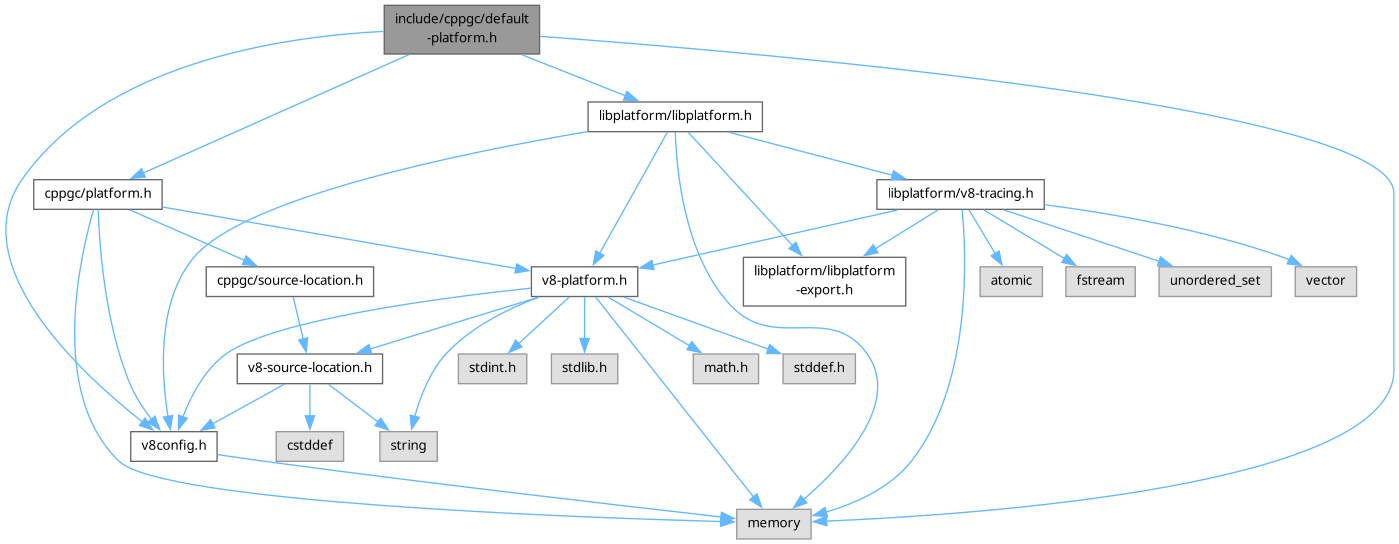 include/cppgc/default
-platform.h
libplatform/libplatform.h
cppgc/platform.h
libplatform/v8-tracing.h
cppgc/source-location.h
v8-platform.h
libplatform/libplatform
-export.h
atomic
fstream
unordered_set
vector
v8-source-location.h
stdint.h
stdlib.h
math.h
stddef.h
v8config.h
cstddef
string
memory